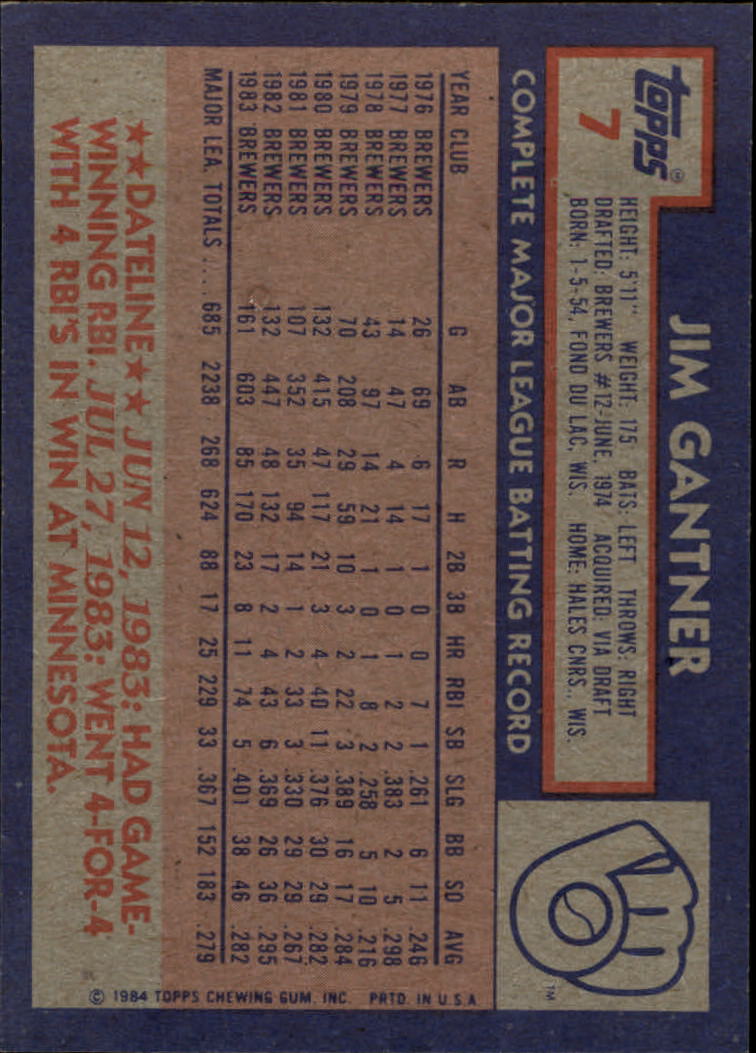 topps®
7
JIM GANTNER
HEIGHT: 5'11" WEIGHT: 175 BATS: LEFT THROWS: RIGHT
DRAFTED: BREWERS #12-JUNE, 1974 ACQUIRED: VIA DRAFT
BORN: 1-5-54, FOND DU LAC, WIS. HOME: HALES CNRS., WIS.
TM
COMPLETE MAJOR LEAGUE BATTING RECORD
YEAR CLUB G AB R H 2B 3B HR RBI SB SLG BB SO AVG
1976 BREWERS 26 69 6 17 1 0 0 7 1 .261 6 11 .246
1977 BREWERS 14 47 4 14 1 0 1 2 2 .383 2 5 .298
1978 BREWERS 43 97 14 21 1 0 1 8 2 .258 5 10 .216
1979 BREWERS 70 208 29 59 10 3 2 22 3 .389 16 17 .284
1980 BREWERS 132 415 47 117 21 3 4 40 11 .376 30 29 .282
1981 BREWERS 107 352 35 94 14 1 2 33 3 .330 29 29 .267
1982 BREWERS 132 447 48 132 17 2 4 43 6 .369 26 36 .295
1983 BREWERS 161 603 85 170 23 8 11 74 5 .401 38 46 .282
MAJOR LEA. TOTALS .... 685 2238 268 624 88 17 25 229 33 .367 152 183 .279
★★DATELINE★★ JUN 12, 1983: HAD GAME-
WINNING RBI. JUL 27, 1983: WENT 4-FOR-4
WITH 4 RBI'S IN WIN AT MINNESOTA.
© 1984 TOPPS CHEWING GUM, INC. PRTD. IN U.S.A